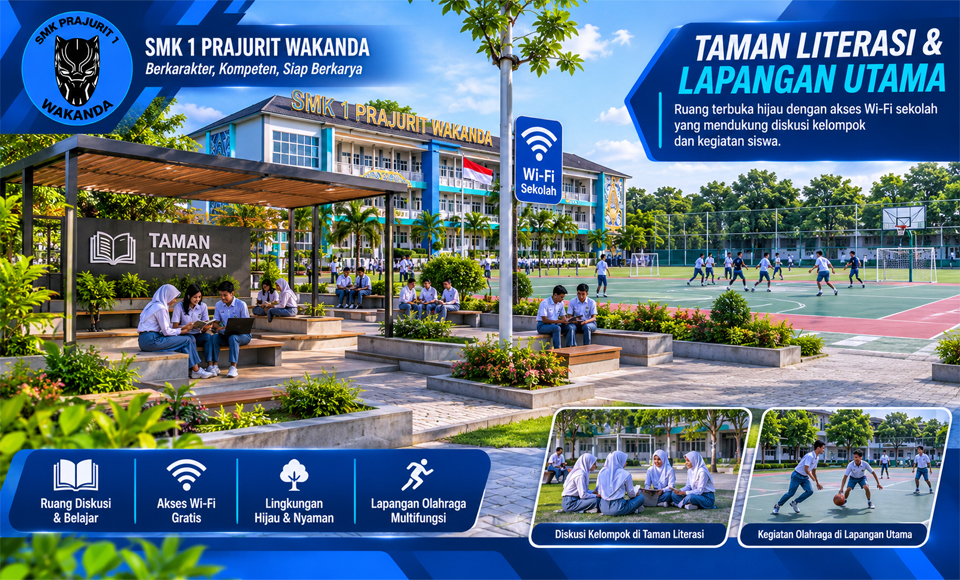 SMK PRAJURIT 1
WAKANDA
SMK 1 PRAJURIT WAKANDA
Berkarakter, Kompeten, Siap Berkarya
TAMAN LITERASI &
LAPANGAN UTAMA
Ruang terbuka hijau dengan akses Wi-Fi sekolah
yang mendukung diskusi kelompok
dan kegiatan siswa.
SMK 1 PRAJURIT WAKANDA
Wi-Fi
Sekolah
TAMAN
LITERASI
Ruang Diskusi
& Belajar
Akses Wi-Fi
Gratis
Lingkungan
Hijau & Nyaman
Lapangan Olahraga
Multifungsi
Diskusi Kelompok di Taman Literasi
Kegiatan Olahraga di Lapangan Utama